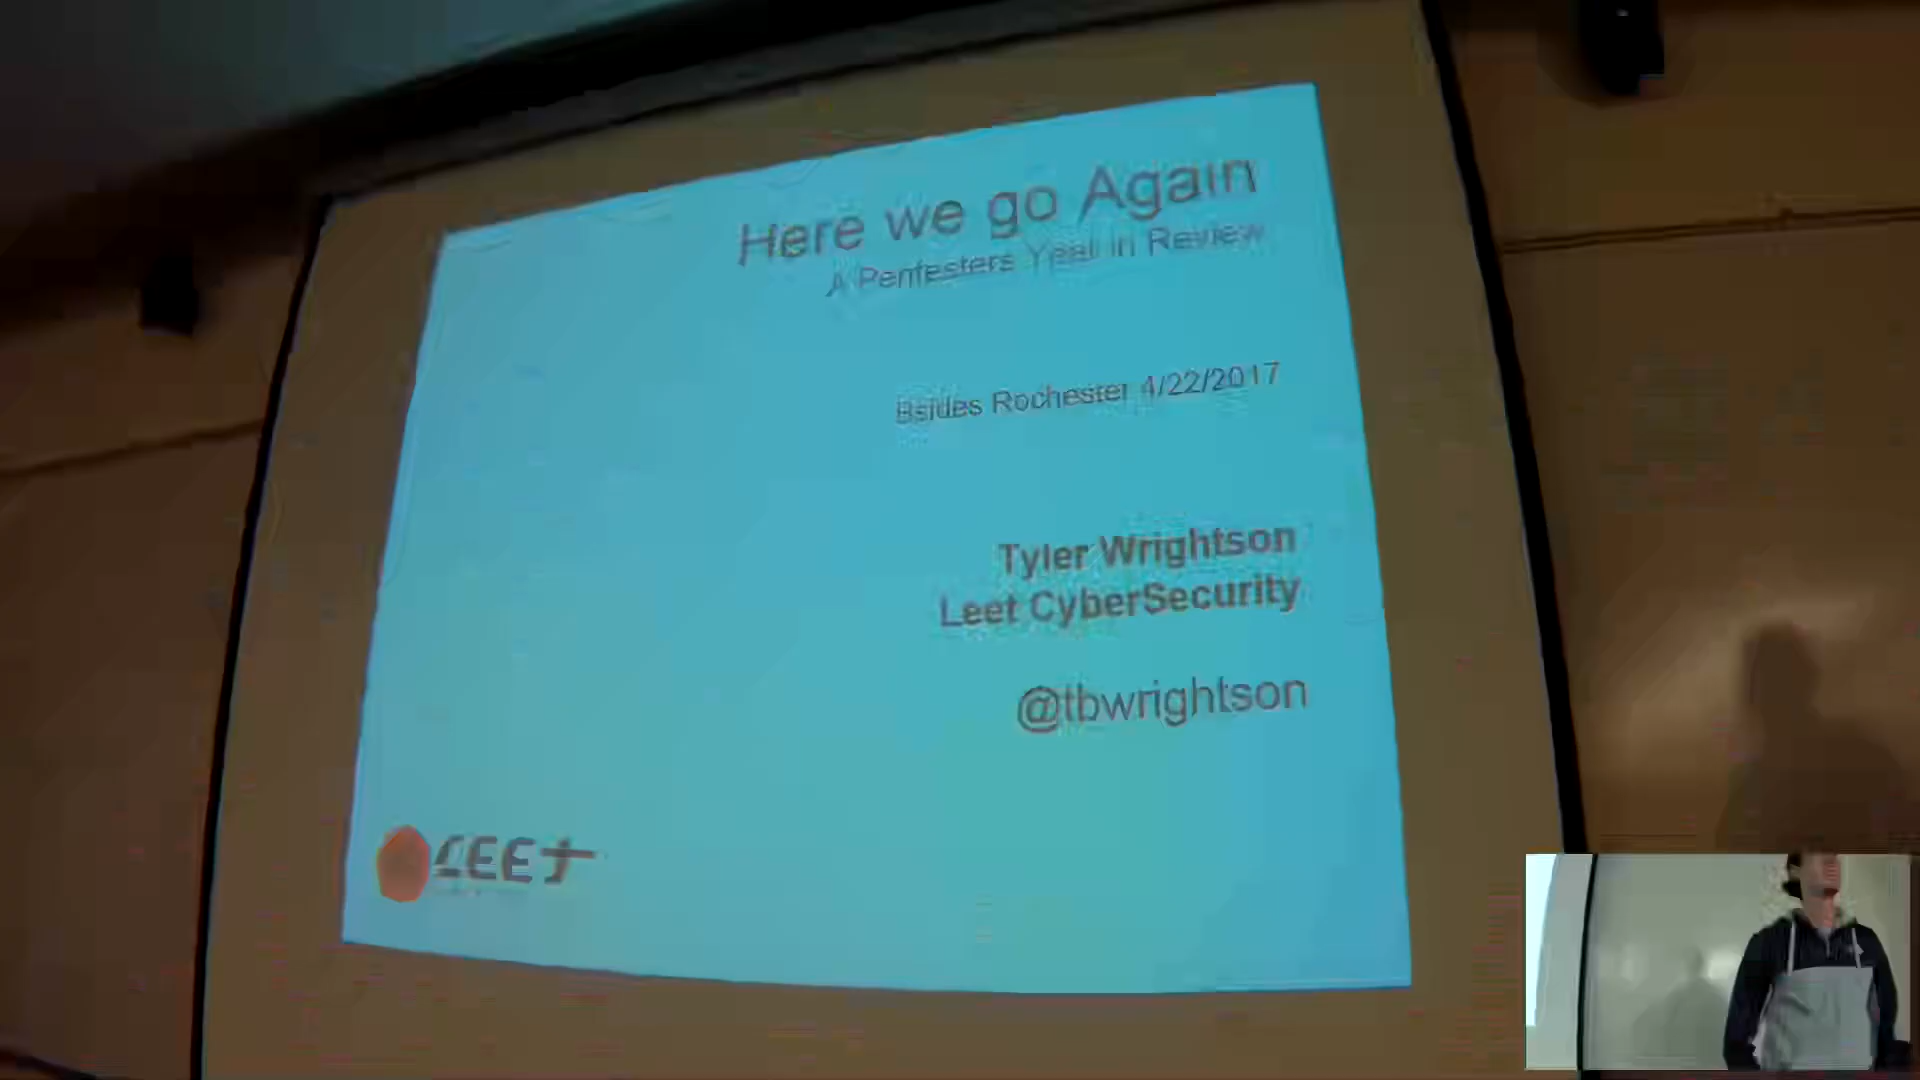 Here we go Again
A Pentesters Year in Review
Bsides Rochester 4/22/2017
Tyler Wrightson
Leet CyberSecurity
@tbwrightson
LEET